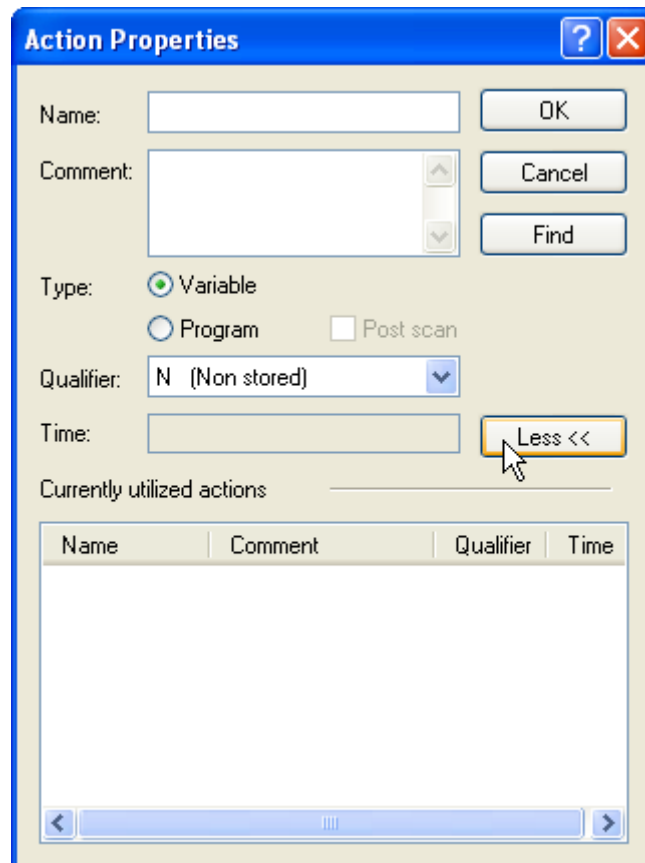 Action Properties
Name:
OK
Comment:
Cancel
Find
Type:
Variable
Program
Post scan
Qualifier:
N (Non stored)
Time:
Less <<
Currently utilized actions
Name Comment Qualifier Time